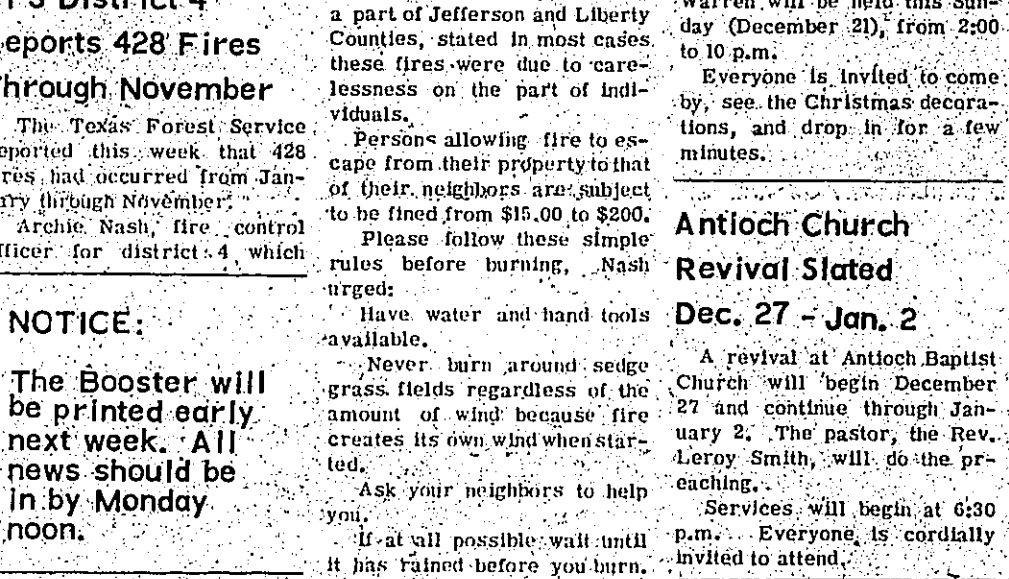 District 4
eports 428 Fires
hrough November
The Texas Forest Service
eported this week that 428
res had occurred from Jan-
ry through November.
Archie Nash, fire control
fficer for district 4 which
NOTICE:
The Booster will
be printed early
next week. All
news should be
in by Monday
noon.
a part of Jefferson and Liberty
Counties, stated in most cases
these fires were due to care-
lessness on the part of indi-
viduals.
Persons allowing fire to es-
cape from their property to that
of their neighbors are subject
to be fined from $15.00 to $200.
Please follow these simple
rules before burning, Nash
urged:
Have water and hand tools
available.
Never burn around sedge
grass fields regardless of the
amount of wind because fire
creates its own wind when star-
ted.
Ask your neighbors to help
you.
If at all possible wait until
it has rained before you burn.
Warren will be held this Sun-
day (December 21), from 2:00
to 10 p.m.
Everyone is invited to come
by, see the Christmas decora-
tions, and drop in for a few
minutes.
Antioch Church
Revival Slated
Dec. 27 - Jan. 2
A revival at Antioch Baptist
Church will begin December
27 and continue through Jan-
uary 2. The pastor, the Rev.
Leroy Smith, will do the pr-
eaching.
Services will begin at 6:30
p.m. Everyone is cordially
invited to attend.